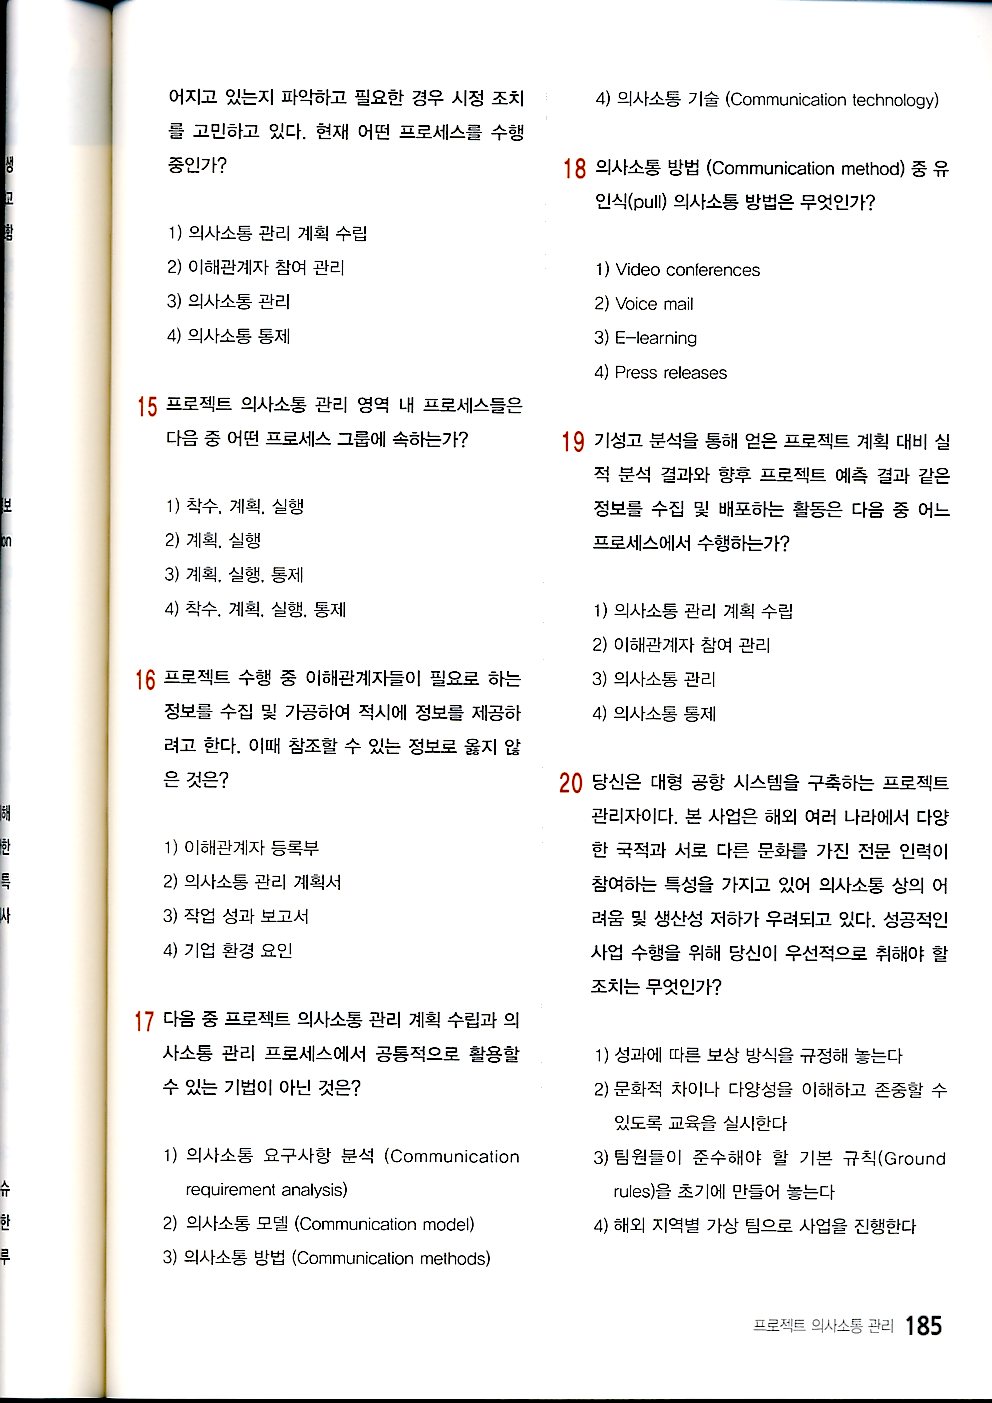 어지고 있는지 파악하고 필요한 경우 시정 조치
를 고민하고 있다. 현재 어떤 프로세스를 수행
중인가?
1) 의사소통 관리 계획 수립
2) 이해관계자 참여 관리
3) 의사소통 관리
4) 의사소통 통제
15 프로젝트 의사소통 관리 영역 내 프로세스들은
다음 중 어떤 프로세스 그룹에 속하는가?
1) 착수, 계획, 실행
2) 계획, 실행
3) 계획, 실행, 통제
4) 착수, 계획, 실행, 통제
16 프로젝트 수행 중 이해관계자들이 필요로 하는
정보를 수집 및 가공하여 적시에 정보를 제공하
려고 한다. 이때 참조할 수 있는 정보로 옳지 않
은 것은?
1) 이해관계자 등록부
2) 의사소통 관리 계획서
3) 작업 성과 보고서
4) 기업 환경 요인
17 다음 중 프로젝트 의사소통 관리 계획 수립과 의
사소통 관리 프로세스에서 공통적으로 활용할
수 있는 기법이 아닌 것은?
1) 의사소통 요구사항 분석 (Communication
requirement analysis)
2) 의사소통 모델 (Communication model)
3) 의사소통 방법 (Communication methods)
4) 의사소통 기술 (Communication technology)
18 의사소통 방법 (Communication method) 중 유
인식(pull) 의사소통 방법은 무엇인가?
1) Video conferences
2) Voice mail
3) E-learning
4) Press releases
19 기성고 분석을 통해 얻은 프로젝트 계획 대비 실
적 분석 결과와 향후 프로젝트 예측 결과 같은
정보를 수집 및 배포하는 활동은 다음 중 어느
프로세스에서 수행하는가?
1) 의사소통 관리 계획 수립
2) 이해관계자 참여 관리
3) 의사소통 관리
4) 의사소통 통제
20 당신은 대형 공항 시스템을 구축하는 프로젝트
관리자이다. 본 사업은 해외 여러 나라에서 다양
한 국적과 서로 다른 문화를 가진 전문 인력이
참여하는 특성을 가지고 있어 의사소통 상의 어
려움 및 생산성 저하가 우려되고 있다. 성공적인
사업 수행을 위해 당신이 우선적으로 취해야 할
조치는 무엇인가?
1) 성과에 따른 보상 방식을 규정해 놓는다
2) 문화적 차이나 다양성을 이해하고 존중할 수
있도록 교육을 실시한다
3) 팀원들이 준수해야 할 기본 규칙(Ground
rules)을 초기에 만들어 놓는다
4) 해외 지역별 가상 팀으로 사업을 진행한다
프로젝트 의사소통 관리 185